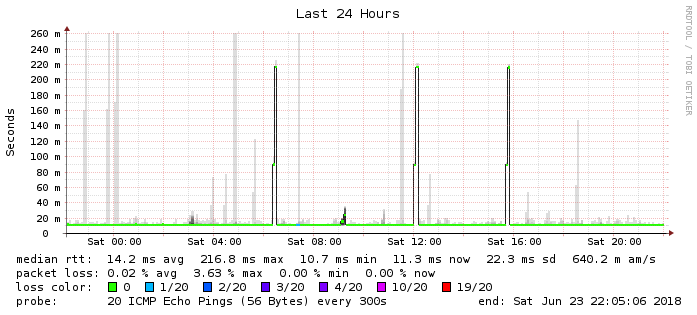 Last 24 Hours
RRDTOOL / TOBI OETIKER
Seconds
260 m
240 m
220 m
200 m
180 m
160 m
140 m
120 m
100 m
80 m
60 m
40 m
20 m
0
Sat 00:00 Sat 04:00 Sat 08:00 Sat 12:00 Sat 16:00 Sat 20:00
median rtt: 14.2 ms avg 216.8 ms max 10.7 ms min 11.3 ms now 22.3 ms sd 640.2 m am/s
packet loss: 0.02 % avg 3.63 % max 0.00 % min 0.00 % now
loss color: 0 1/20 2/20 3/20 4/20 10/20 19/20
probe: 20 ICMP Echo Pings (56 Bytes) every 300s end: Sat Jun 23 22:05:06 2018